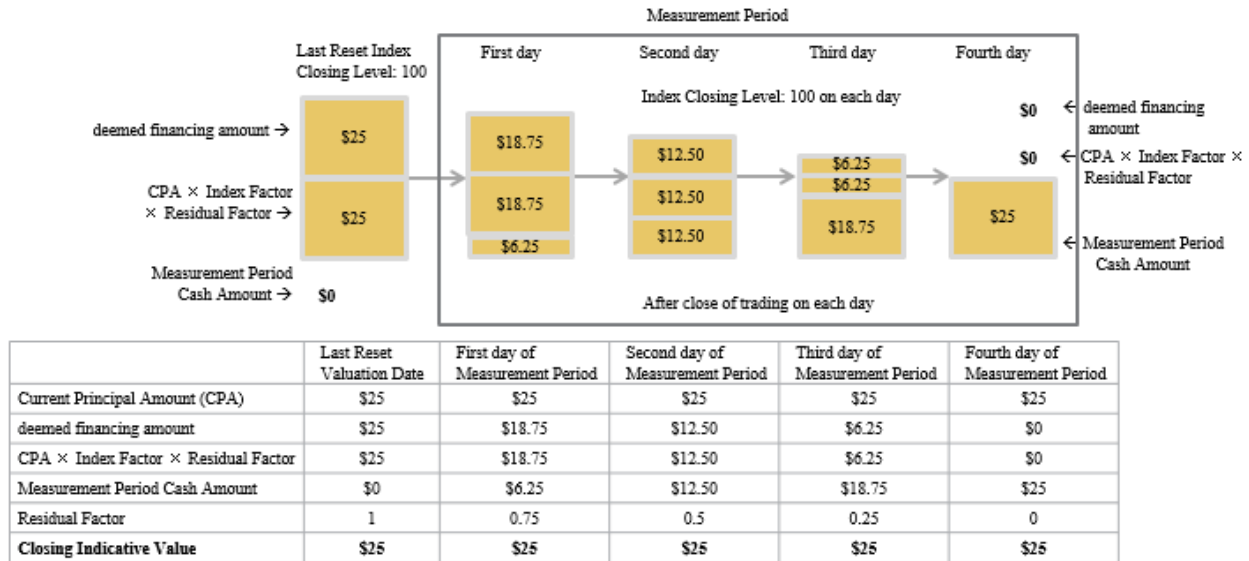 Measurement Period
Last Reset Index
Closing Level: 100
First day
Second day
Third day
Fourth day
Index Closing Level: 100 on each day
deemed financing amount →
$25
$18.75
$12.50
$6.25
$0
← deemed financing
amount
CPA × Index Factor
× Residual Factor →
$25
$18.75
$12.50
$6.25
$0
← CPA × Index Factor ×
Residual Factor
Measurement Period
Cash Amount →
$0
$6.25
$12.50
$18.75
$25
← Measurement Period
Cash Amount
After close of trading on each day
Last Reset
Valuation Date
First day of
Measurement Period
Second day of
Measurement Period
Third day of
Measurement Period
Fourth day of
Measurement Period
Current Principal Amount (CPA) $25 $25 $25 $25 $25
deemed financing amount $25 $18.75 $12.50 $6.25 $0
CPA × Index Factor × Residual Factor $25 $18.75 $12.50 $6.25 $0
Measurement Period Cash Amount $0 $6.25 $12.50 $18.75 $25
Residual Factor 1 0.75 0.5 0.25 0
Closing Indicative Value $25 $25 $25 $25 $25